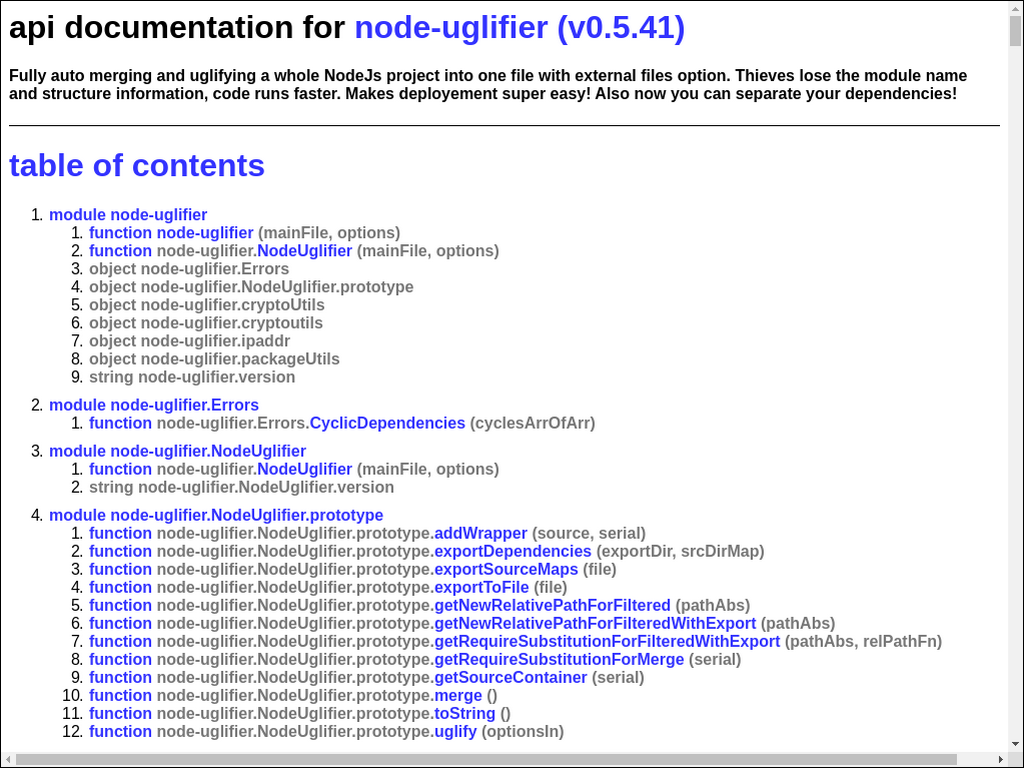 api documentation for node-uglifier (v0.5.41)
Fully auto merging and uglifying a whole NodeJs project into one file with external files option. Thieves lose the module name
and structure information, code runs faster. Makes deployement super easy! Also now you can separate your dependencies!
table of contents
1. module node-uglifier
1. function node-uglifier (mainFile, options)
2. function node-uglifier.NodeUglifier (mainFile, options)
3. object node-uglifier.Errors
4. object node-uglifier.NodeUglifier.prototype
5. object node-uglifier.cryptoUtils
6. object node-uglifier.cryptoutils
7. object node-uglifier.ipaddr
8. object node-uglifier.packageUtils
9. string node-uglifier.version
2. module node-uglifier.Errors
1. function node-uglifier.Errors.CyclicDependencies (cyclesArrOfArr)
3. module node-uglifier.NodeUglifier
1. function node-uglifier.NodeUglifier (mainFile, options)
2. string node-uglifier.NodeUglifier.version
4. module node-uglifier.NodeUglifier.prototype
1. function node-uglifier.NodeUglifier.prototype.addWrapper (source, serial)
2. function node-uglifier.NodeUglifier.prototype.exportDependencies (exportDir, srcDirMap)
3. function node-uglifier.NodeUglifier.prototype.exportSourceMaps (file)
4. function node-uglifier.NodeUglifier.prototype.exportToFile (file)
5. function node-uglifier.NodeUglifier.prototype.getNewRelativePathForFiltered (pathAbs)
6. function node-uglifier.NodeUglifier.prototype.getNewRelativePathForFilteredWithExport (pathAbs)
7. function node-uglifier.NodeUglifier.prototype.getRequireSubstitutionForFilteredWithExport (pathAbs, relPathFn)
8. function node-uglifier.NodeUglifier.prototype.getRequireSubstitutionForMerge (serial)
9. function node-uglifier.NodeUglifier.prototype.getSourceContainer (serial)
10. function node-uglifier.NodeUglifier.prototype.merge ()
11. function node-uglifier.NodeUglifier.prototype.toString ()
12. function node-uglifier.NodeUglifier.prototype.uglify (optionsIn)